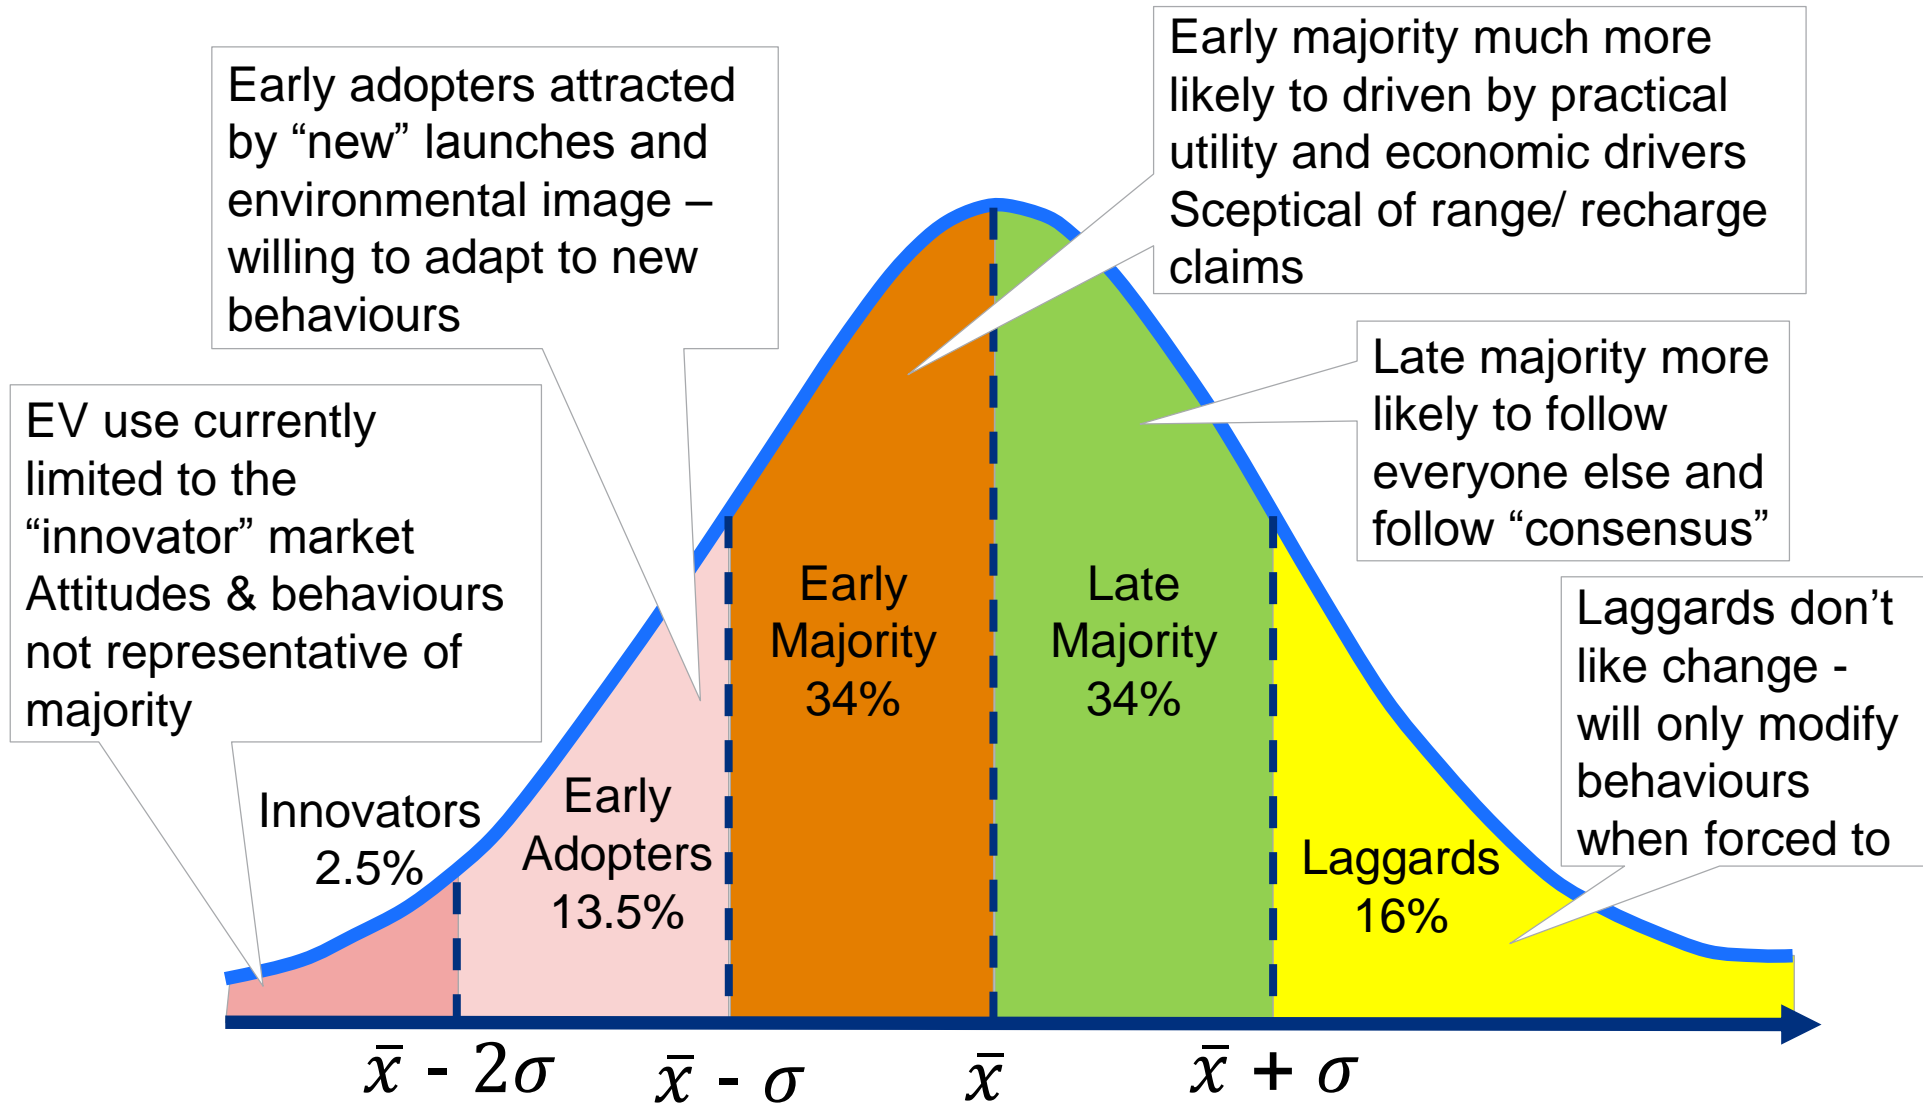 Early adopters attracted
by “new” launches and
environmental image –
willing to adapt to new
behaviours
Early majority much more
likely to driven by practical
utility and economic drivers
Sceptical of range/ recharge
claims
EV use currently
limited to the
“innovator” market
Attitudes & behaviours
not representative of
majority
Late majority more
likely to follow
everyone else and
follow “consensus”
Laggards don’t
like change -
will only modify
behaviours
when forced to
Innovators
2.5%
Early
Adopters
13.5%
Early
Majority
34%
Late
Majority
34%
Laggards
16%
x̄ - 2σ
x̄ - σ
x̄
x̄ + σ